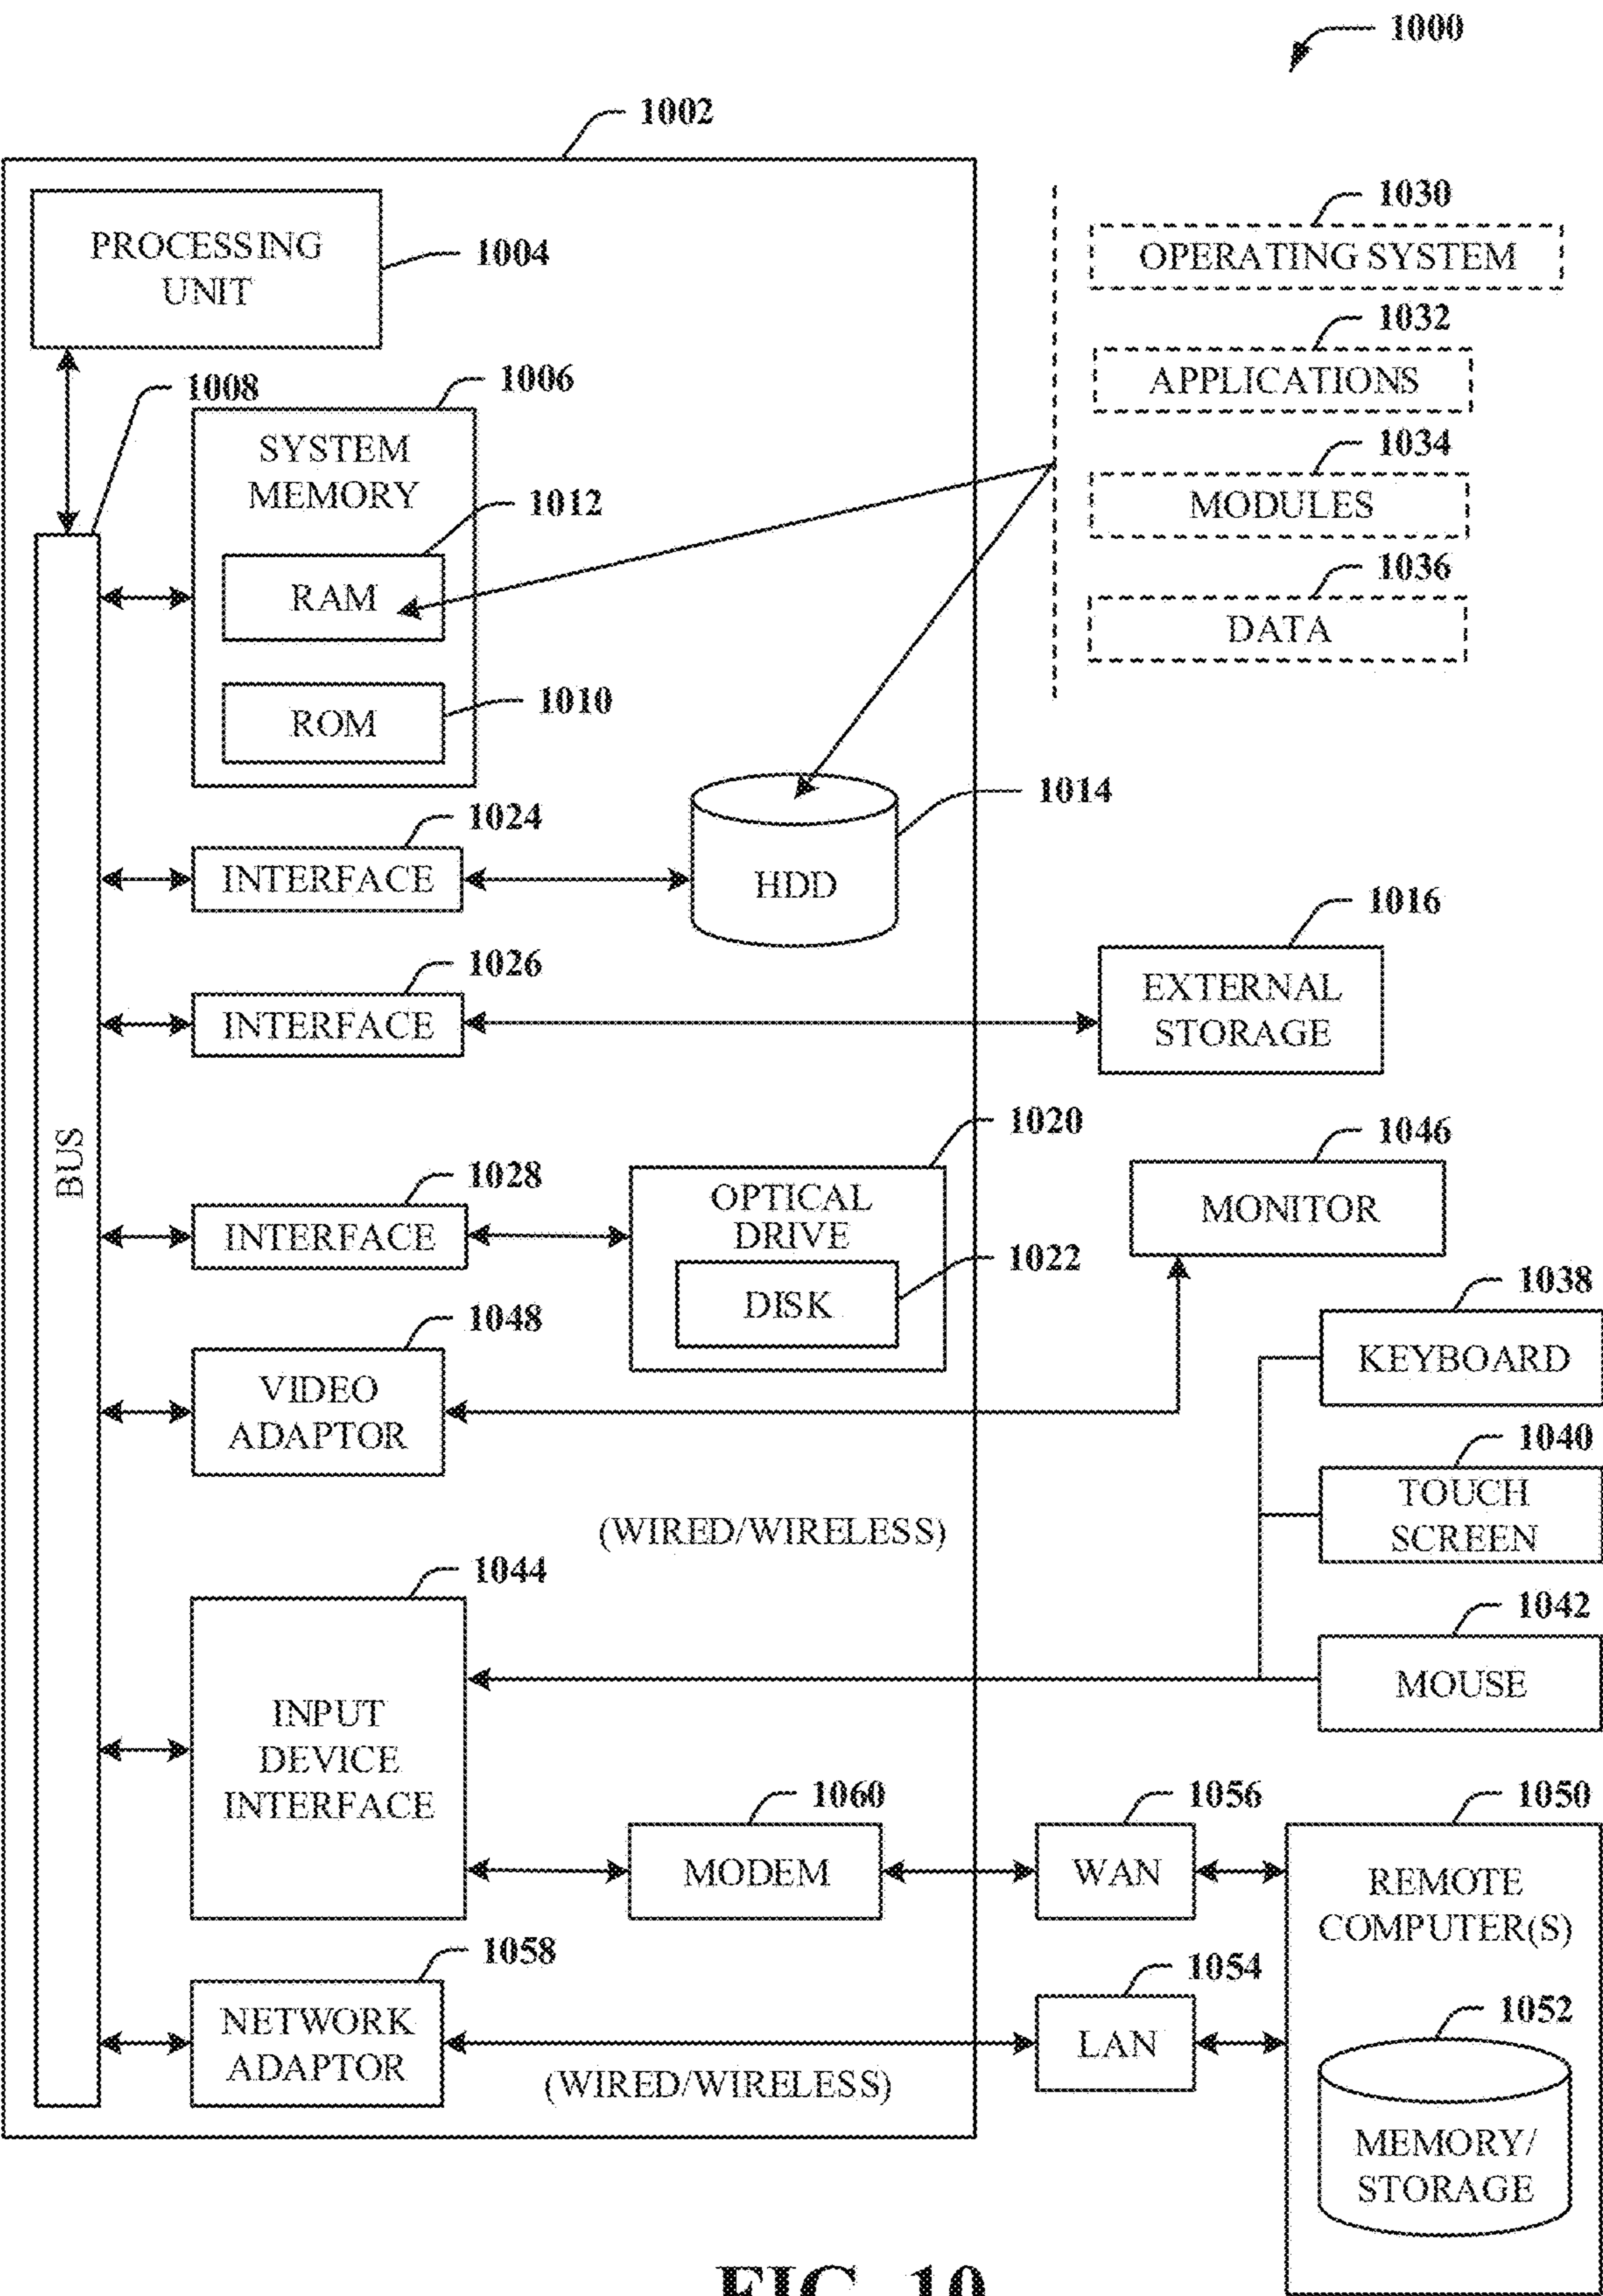 1000
1002
PROCESSING
UNIT
1004
1030
OPERATING SYSTEM
1032
APPLICATIONS
1034
MODULES
1036
DATA
1008
1006
SYSTEM
MEMORY
1012
RAM
1010
ROM
1024
INTERFACE
1014
HDD
1026
INTERFACE
1016
EXTERNAL
STORAGE
BUS
1028
INTERFACE
1020
OPTICAL
DRIVE
1022
DISK
1046
MONITOR
1048
VIDEO
ADAPTOR
1038
KEYBOARD
1040
TOUCH
SCREEN
(WIRED/WIRELESS)
1044
INPUT
DEVICE
INTERFACE
1042
MOUSE
1060
MODEM
1056
WAN
1050
REMOTE
COMPUTER(S)
1058
NETWORK
ADAPTOR
(WIRED/WIRELESS)
1054
LAN
1052
MEMORY/
STORAGE
FIG. 10